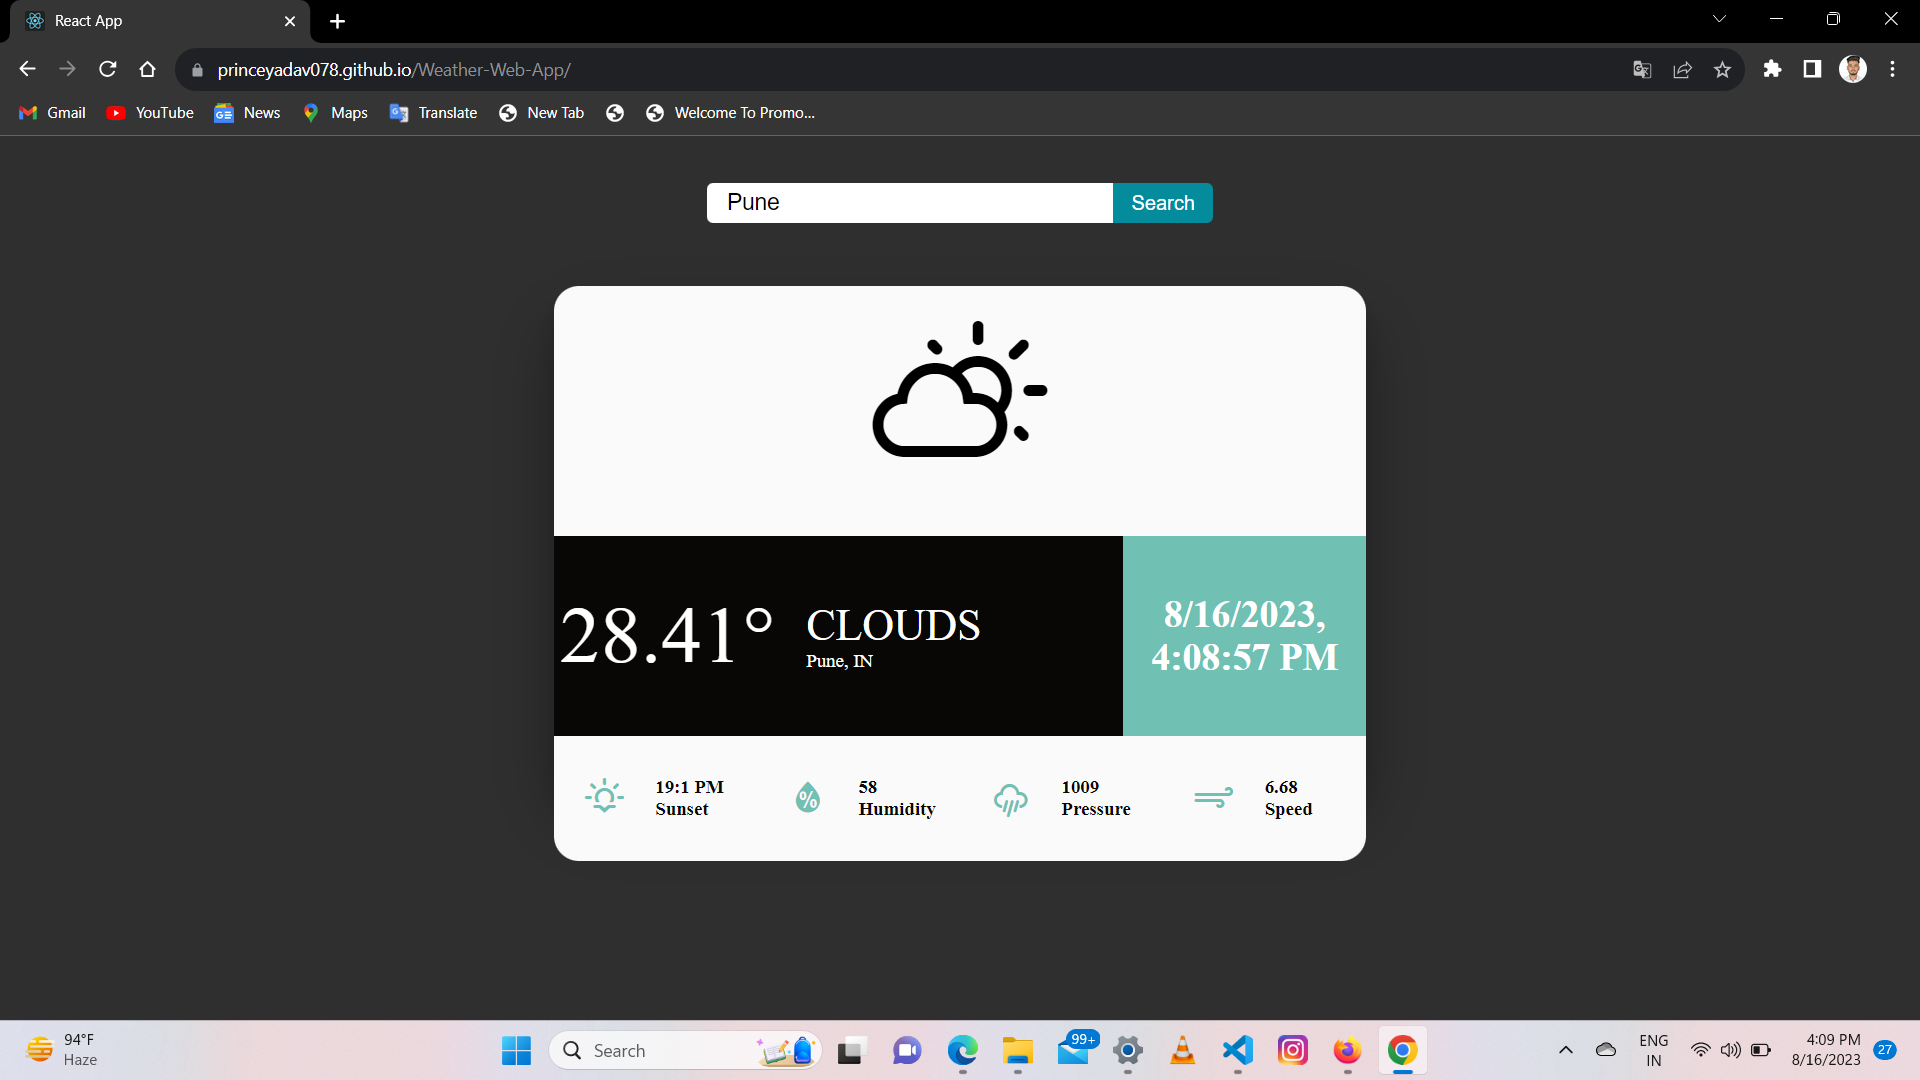 React App
princeyadav078.github.io/Weather-Web-App/
Gmail YouTube News Maps Translate New Tab Welcome To Promo...
Pune Search
28.41° CLOUDS
Pune, IN
8/16/2023,
4:08:57 PM
19:1 PM
Sunset
%
58
Humidity
1009
Pressure
6.68
Speed
94°F
Haze
Search
99+
ENG
IN
4:09 PM
8/16/2023
27